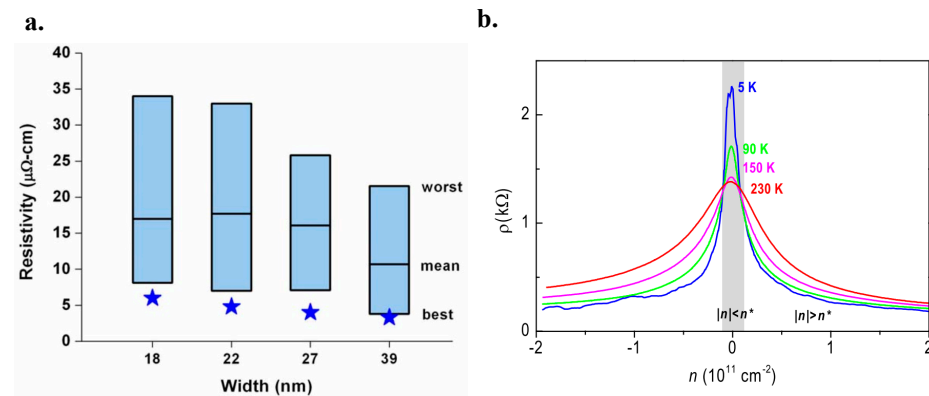 a.
40
35
30
25
20
15
10
5
0
Resistivity (μΩ-cm)
worst
mean
best
18 22 27 39
Width (nm)
b.
2
1
0
ρ(kΩ)
5 K
90 K
150 K
230 K
|n|<n* |n|>n*
-2 -1 0 1 2
n (10¹¹ cm⁻²)